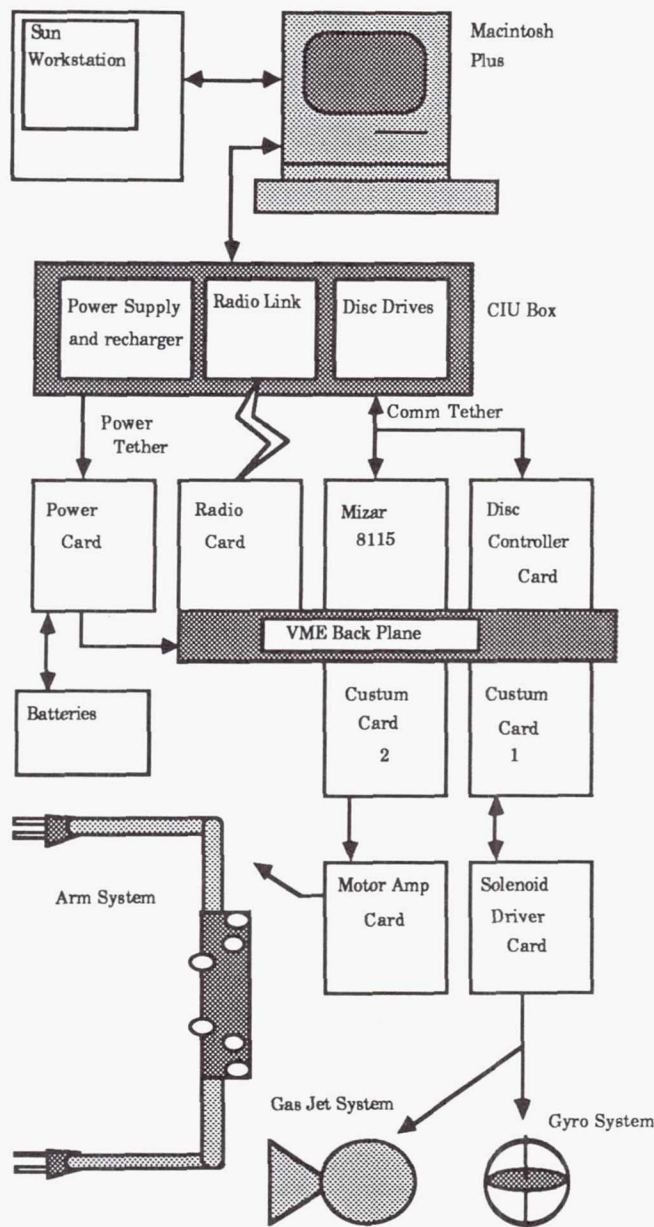 Sun
Workstation
Macintosh
Plus
Power Supply
and recharger
Radio Link
Disc Drives
CIU Box
Power
Tether
Comm Tether
Power
Card
Radio
Card
Mizar
8115
Disc
Controller
Card
VME Back Plane
Batteries
Custum
Card
2
Custum
Card
1
Arm System
Motor Amp
Card
Solenoid
Driver
Card
Gas Jet System
Gyro System